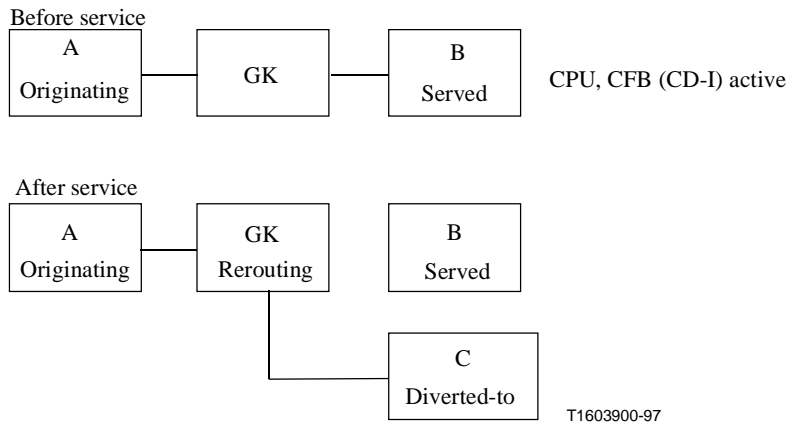 Before service
A
Originating
GK
B
Served
CPU, CFB (CD-I) active
After service
A
Originating
GK
Rerouting
B
Served
C
Diverted-to
T1603900-97